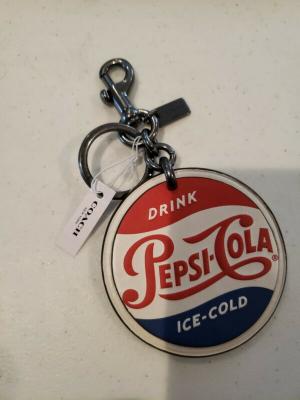 DRINK
PEPSI-COLA®
ICE-COLD
COACH